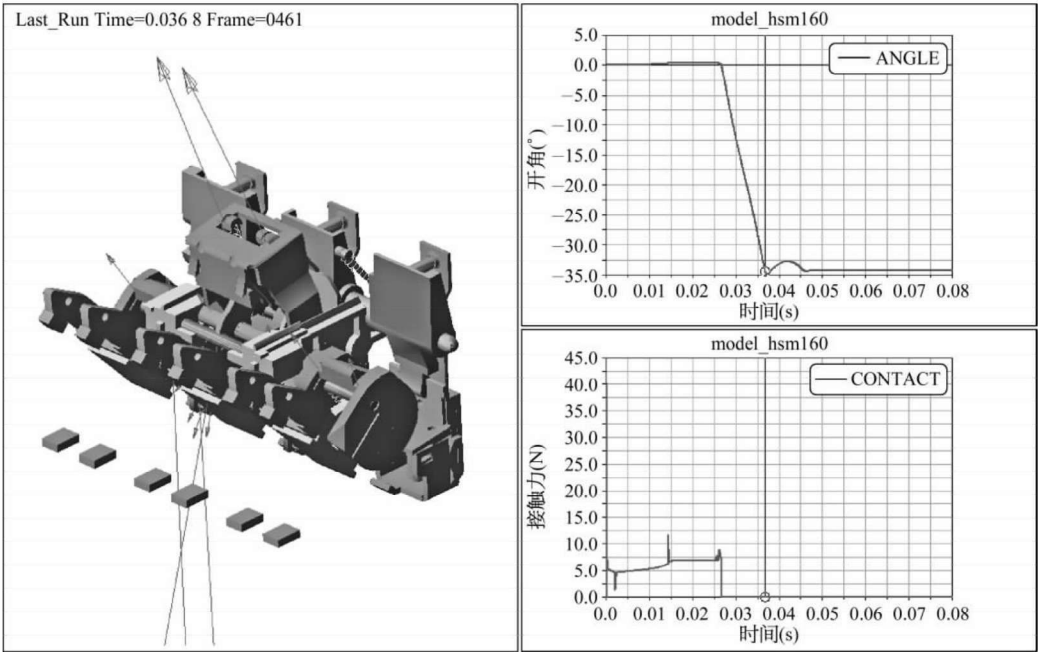 Last_Run Time=0.036 8 Frame=0461
model_hsm160
ANGLE
5.0
0.0
−5.0
−10.0
−15.0
−20.0
−25.0
−30.0
−35.0
开角(°)
0.0 0.01 0.02 0.03 0.04 0.05 0.06 0.07 0.08
时间(s)
model_hsm160
CONTACT
45.0
40.0
35.0
30.0
25.0
20.0
15.0
10.0
5.0
0.0
接触力(N)
0.0 0.01 0.02 0.03 0.04 0.05 0.06 0.07 0.08
时间(s)